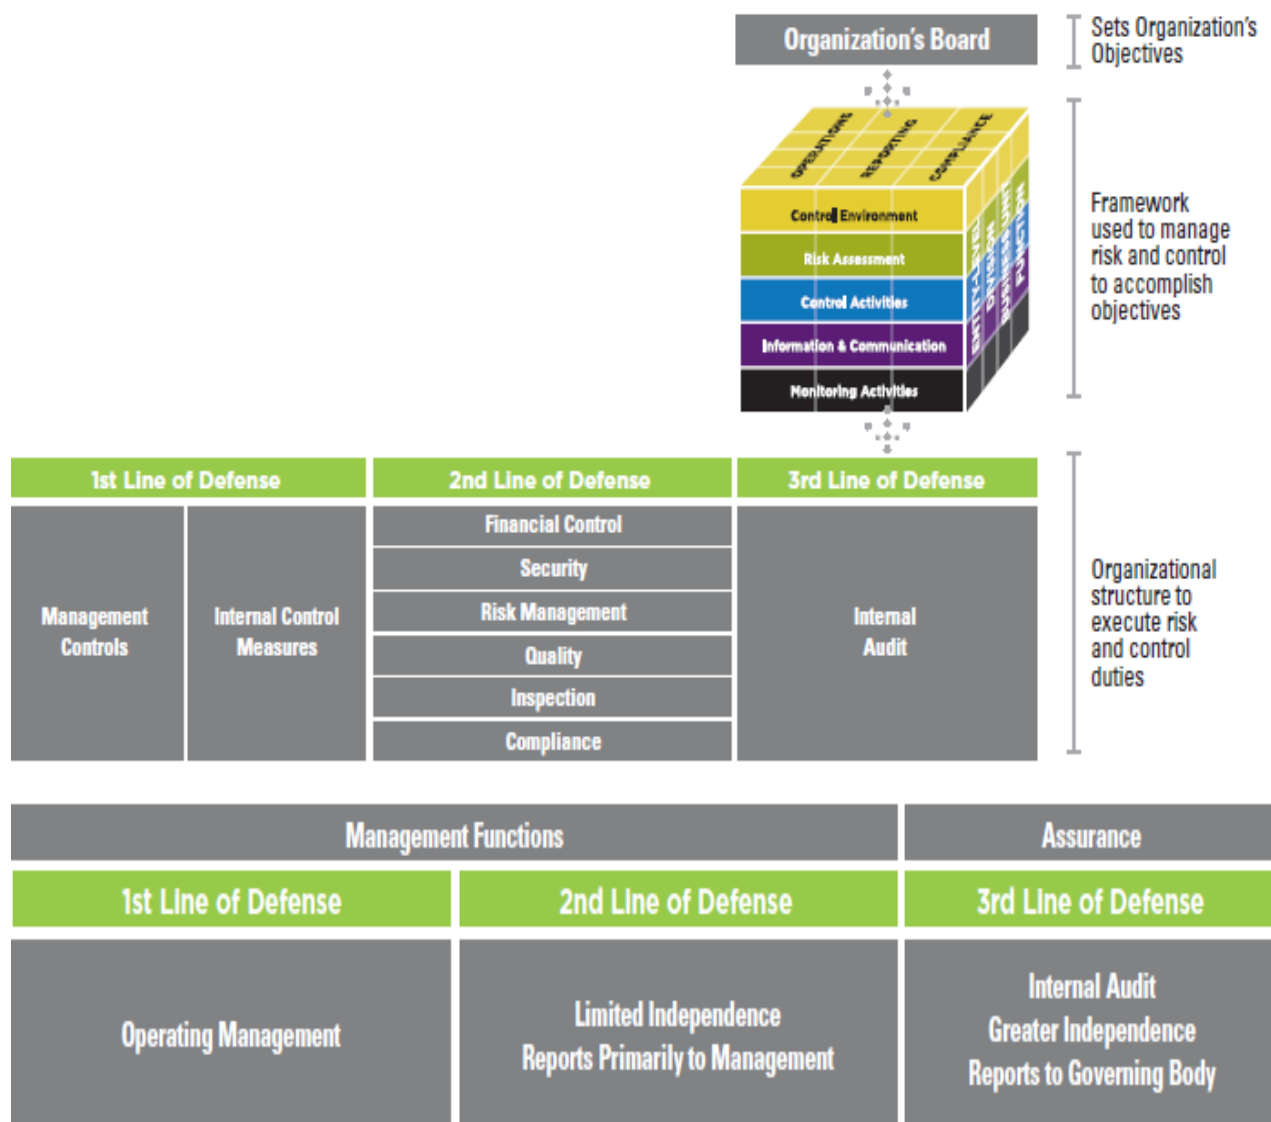 Organization's Board
Sets Organization's
Objectives
OPERATIONS
REPORTING
COMPLIANCE
Control Environment
Risk Assessment
Control Activities
Information & Communication
Monitoring Activities
ENTITY-LEVEL
DIVISION
BUSINESS UNIT
FUNCTION
Framework
used to manage
risk and control
to accomplish
objectives
1st Line of Defense
2nd Line of Defense
3rd Line of Defense
Management
Controls
Internal Control
Measures
Financial Control
Security
Risk Management
Quality
Inspection
Compliance
Internal
Audit
Organizational
structure to
execute risk
and control
duties
Management Functions
Assurance
1st Line of Defense
2nd Line of Defense
3rd Line of Defense
Operating Management
Limited Independence
Reports Primarily to Management
Internal Audit
Greater Independence
Reports to Governing Body